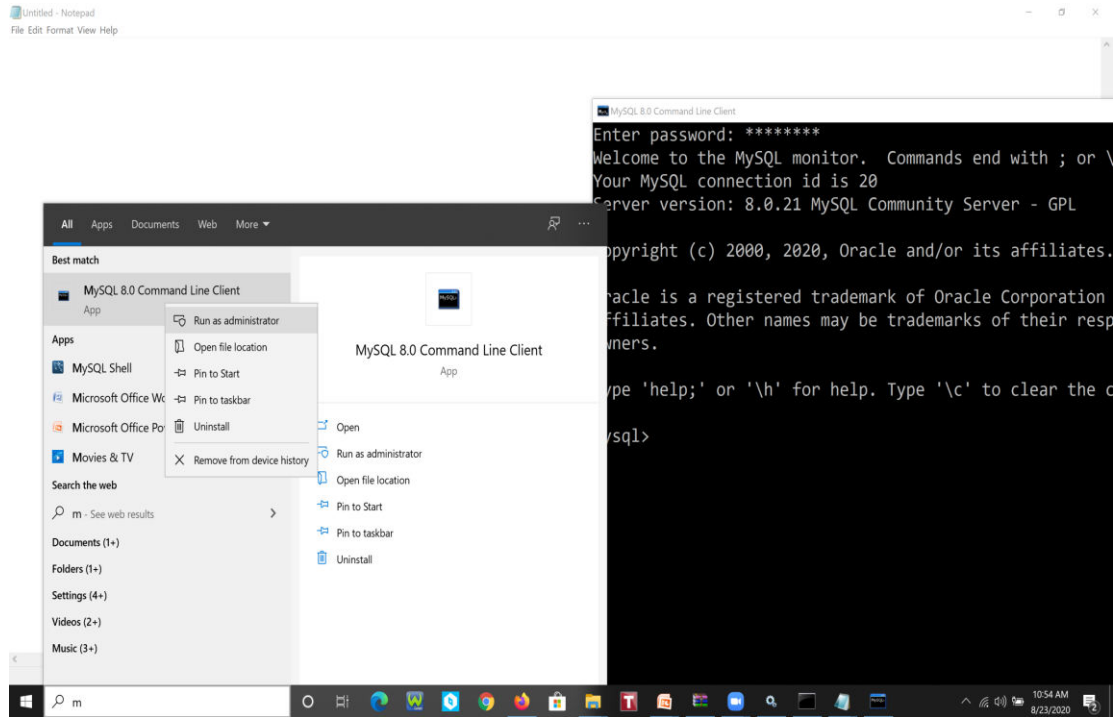 Untitled - Notepad
File Edit Format View Help
MySQL 8.0 Command Line Client
Enter password: ********
Welcome to the MySQL monitor. Commands end with ; or \
Your MySQL connection id is 20
Server version: 8.0.21 MySQL Community Server - GPL
opyright (c) 2000, 2020, Oracle and/or its affiliates.
racle is a registered trademark of Oracle Corporation
ffiliates. Other names may be trademarks of their resp
wners.
ype 'help;' or '\h' for help. Type '\c' to clear the c
ysql>
All Apps Documents Web More
Best match
MySQL 8.0 Command Line Client
App
Apps
MySQL Shell
Microsoft Office Wo
Microsoft Office Po
Movies & TV
Search the web
m - See web results
Documents (1+)
Folders (1+)
Settings (4+)
Videos (2+)
Music (3+)
Run as administrator
Open file location
Pin to Start
Pin to taskbar
Uninstall
Remove from device history
MySQL 8.0 Command Line Client
App
Open
Run as administrator
Open file location
Pin to Start
Pin to taskbar
Uninstall
m
10:54 AM
8/23/2020